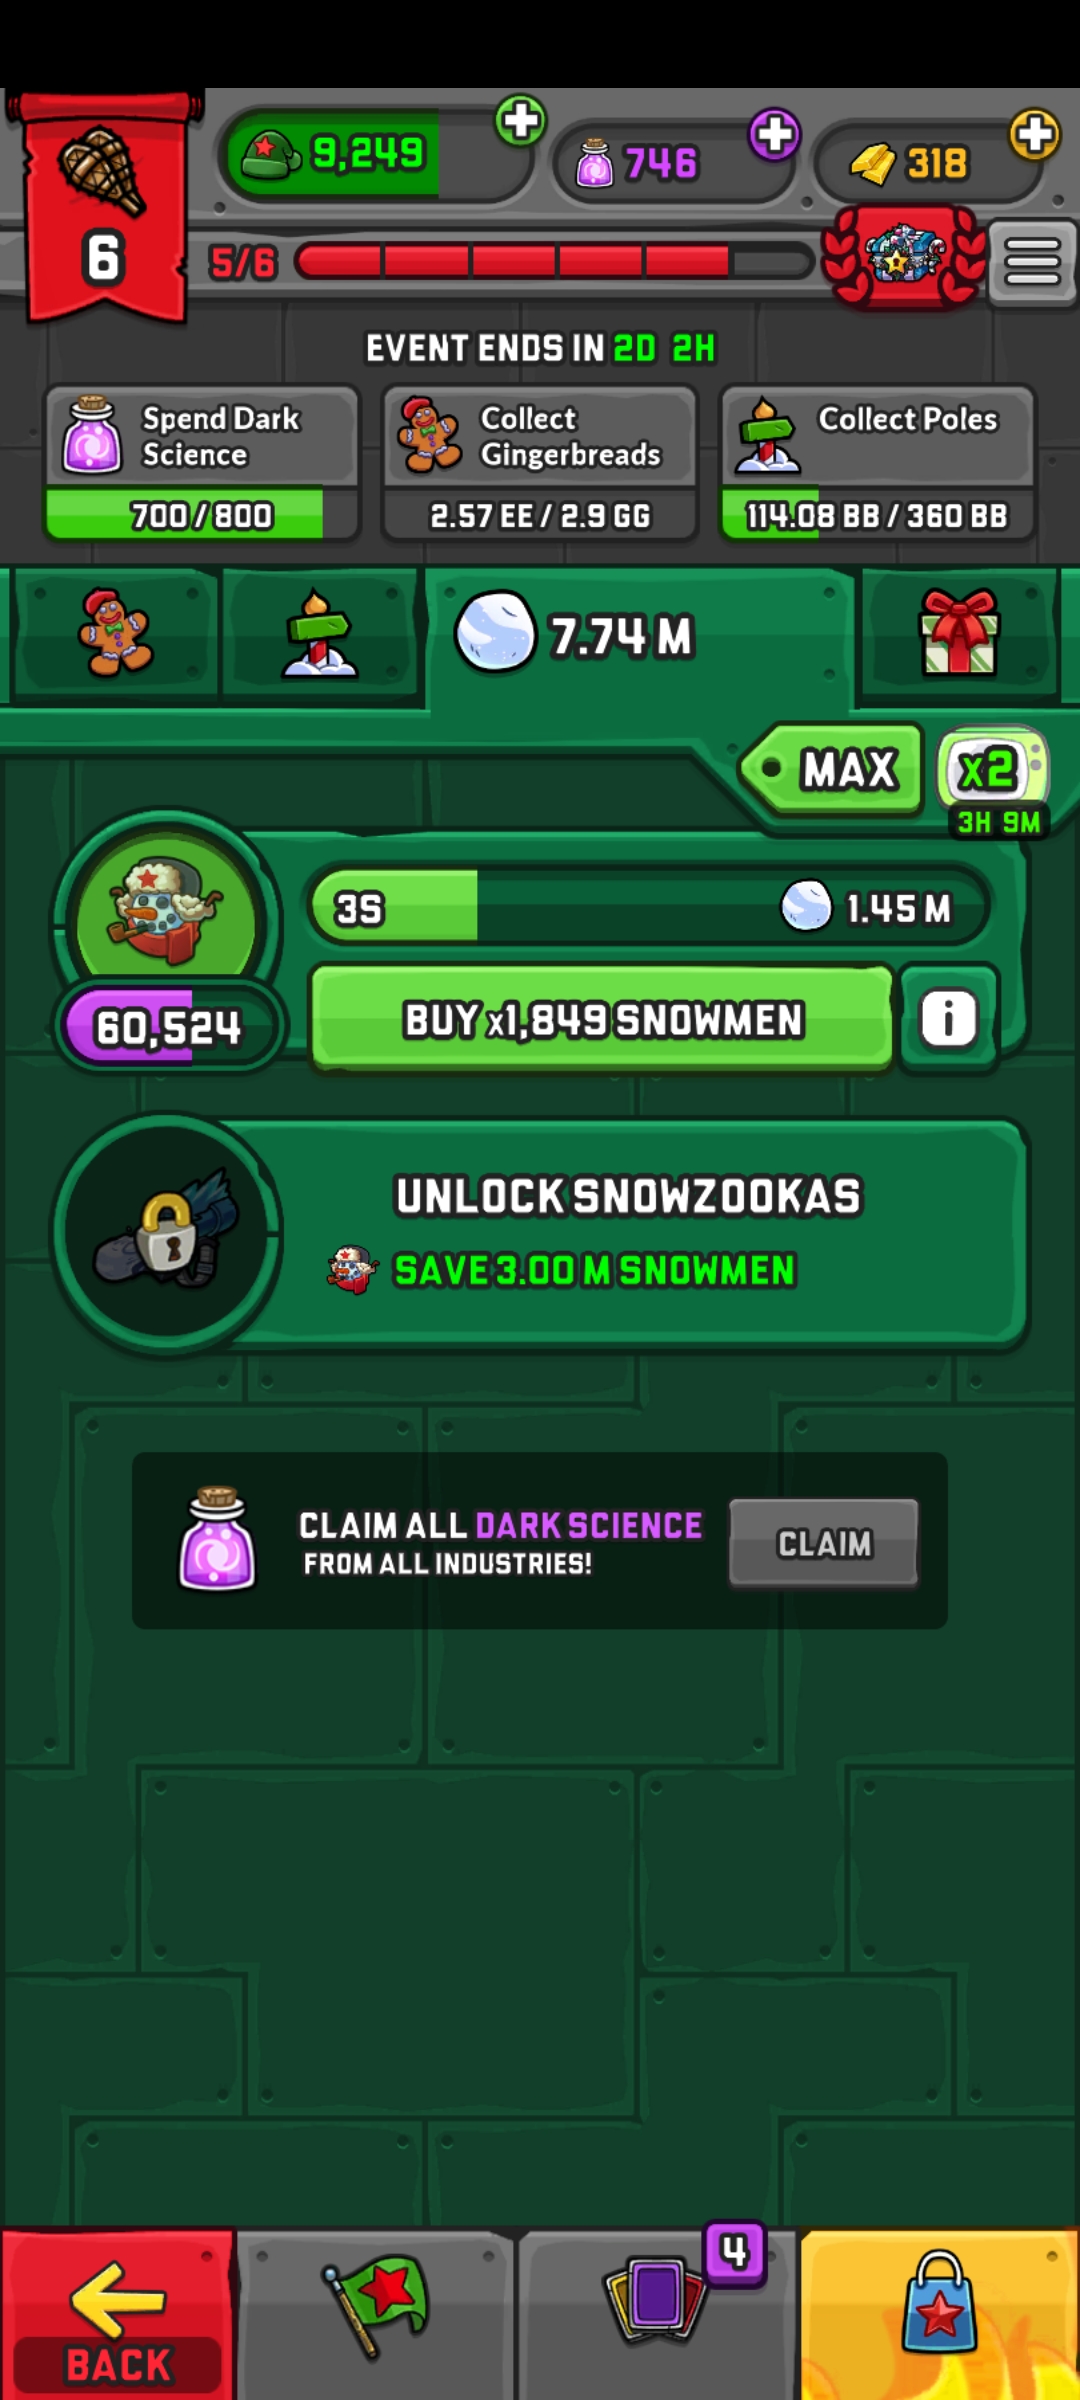 9,249
746
318
6
5/6
EVENT ENDS IN 2D 2H
Spend Dark
Science
700 / 800
Collect
Gingerbreads
2.57 EE / 2.9 GG
Collect Poles
114.08 BB / 360 BB
7.74 M
MAX
x2
3H 9M
3S
1.45 M
60,524
BUY x1,849 SNOWMEN
i
UNLOCK SNOWZOOKAS
SAVE 3.00 M SNOWMEN
CLAIM ALL DARK SCIENCE
FROM ALL INDUSTRIES!
CLAIM
4
BACK